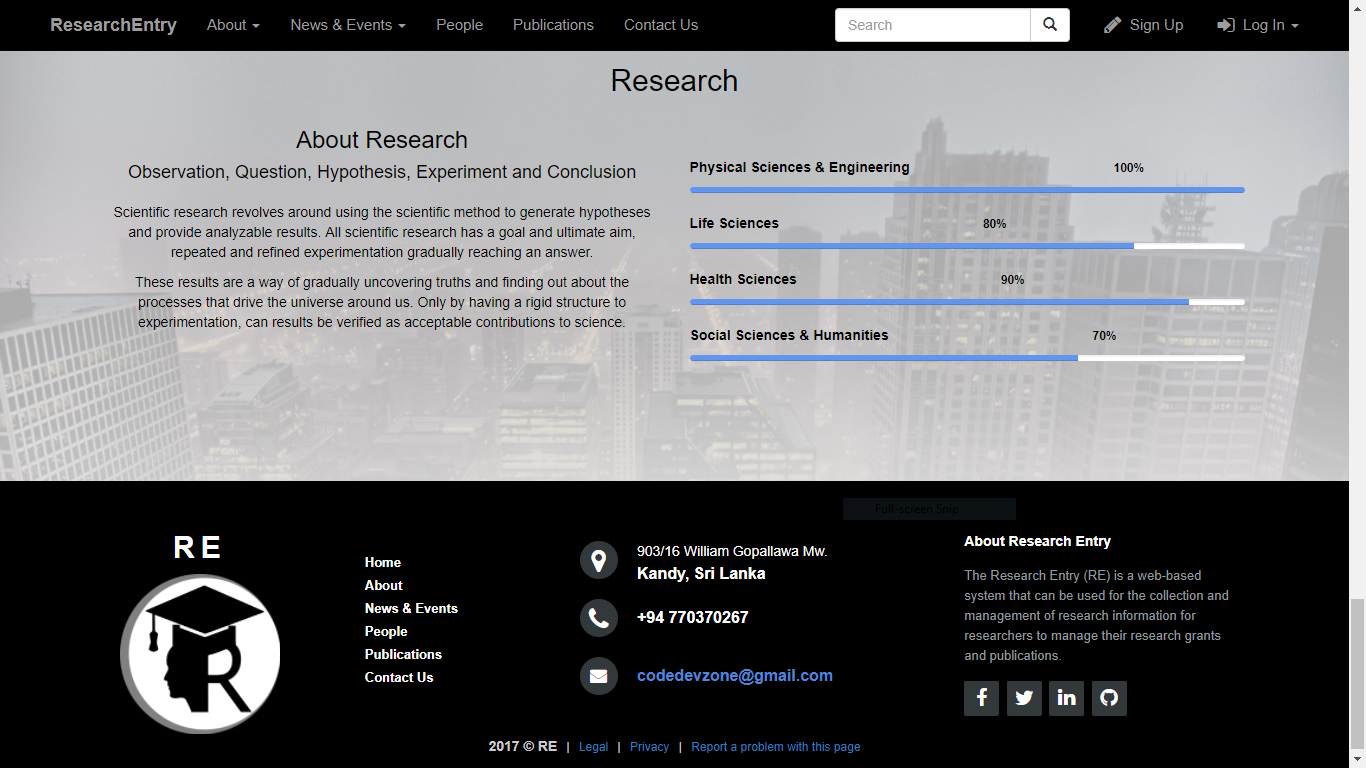 ResearchEntry About News & Events People Publications Contact Us Search Sign Up Log In
Research
About Research
Observation, Question, Hypothesis, Experiment and Conclusion
Scientific research revolves around using the scientific method to generate hypotheses
and provide analyzable results. All scientific research has a goal and ultimate aim,
repeated and refined experimentation gradually reaching an answer.
These results are a way of gradually uncovering truths and finding out about the
processes that drive the universe around us. Only by having a rigid structure to
experimentation, can results be verified as acceptable contributions to science.
Physical Sciences & Engineering 100%
Life Sciences 80%
Health Sciences 90%
Social Sciences & Humanities 70%
Full-screen Snip
RE
R
Home
About
News & Events
People
Publications
Contact Us
903/16 William Gopallawa Mw.
Kandy, Sri Lanka
+94 770370267
codedevzone@gmail.com
About Research Entry
The Research Entry (RE) is a web-based
system that can be used for the collection and
management of research information for
researchers to manage their research grants
and publications.
2017 © RE | Legal | Privacy | Report a problem with this page